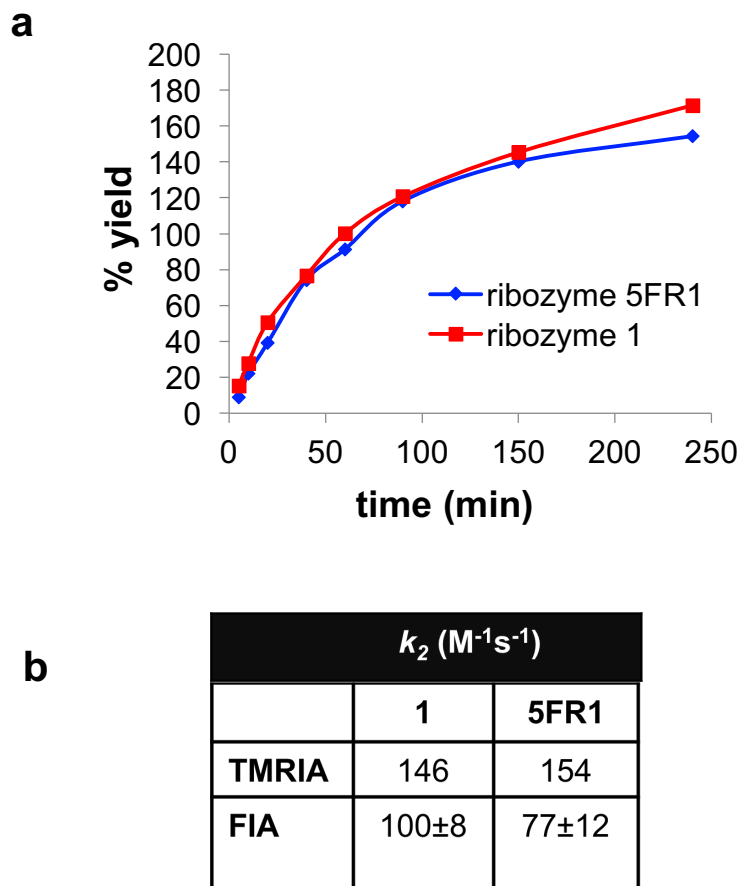 a
200
180
160
140
120
100
80
60
40
20
0
% yield
ribozyme 5FR1
ribozyme 1
0 50 100 150 200 250
time (min)
b
k₂ (M⁻¹s⁻¹)
1 5FR1
TMRIA 146 154
FIA 100±8 77±12